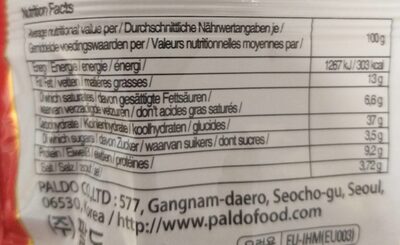 Nutrition Facts
Average nutritional value per / Durchschnittliche Nährwertangaben je /
Gemiddelde voedingswaarden per / Valeurs nutritionnelles moyennes par / 100g
Energy / Energie / energie / énergi / 1267 kJ / 303 kcal
Fat / Fett / vetten / matières grasses / 13g
Of which saturates / davon gesättigte Fettsäuren /
waarvan verzadigde vetzuren / dont acides gras saturés / 6,6g
Carbohydrate / Kohlenhydrate / koolhydraten / glucides / 37g
Of which sugars / davon Zucker / waarvan suikers / dont sucres / 3,5g
Protein / Eiweiß / eiwitten / protéines / 9,2g
Salt / Salz / zout / sel 3,72g
PALDO CO., LTD : 577, Gangnam-daero, Seocho-gu, Seoul,
06530, Korea / http://www.paldofood.com
EU-IHM(EU003)